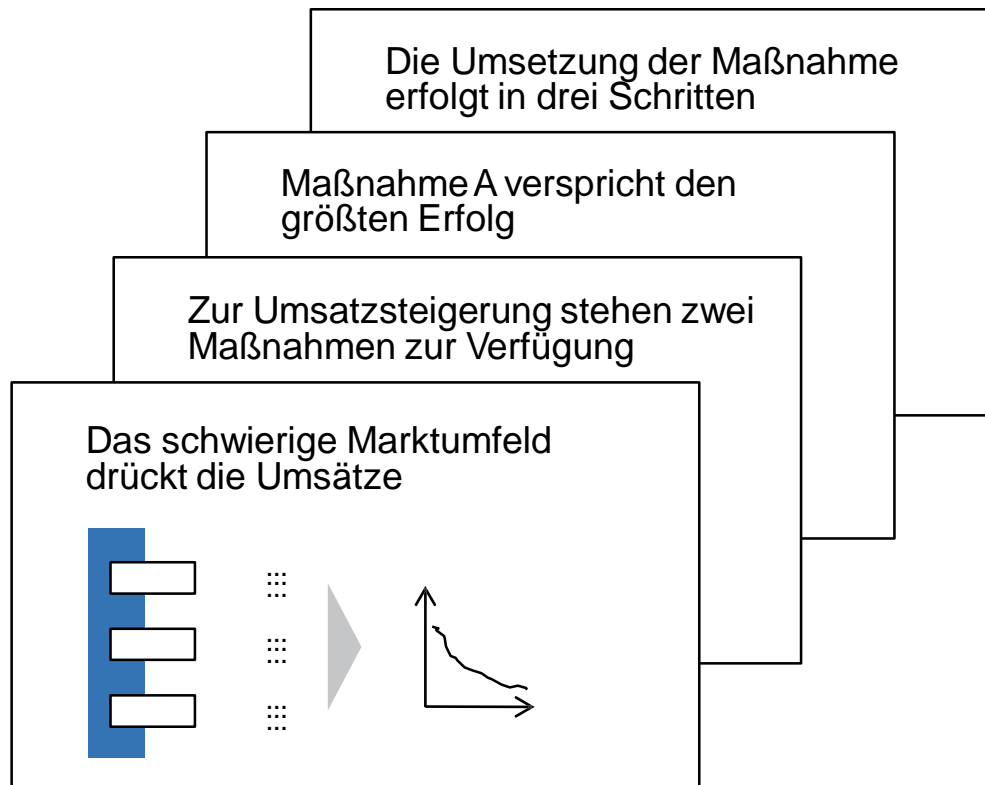 Die Umsetzung der Maßnahme
erfolgt in drei Schritten
Maßnahme A verspricht den
größten Erfolg
Zur Umsatzsteigerung stehen zwei
Maßnahmen zur Verfügung
Das schwierige Marktumfeld
drückt die Umsätze